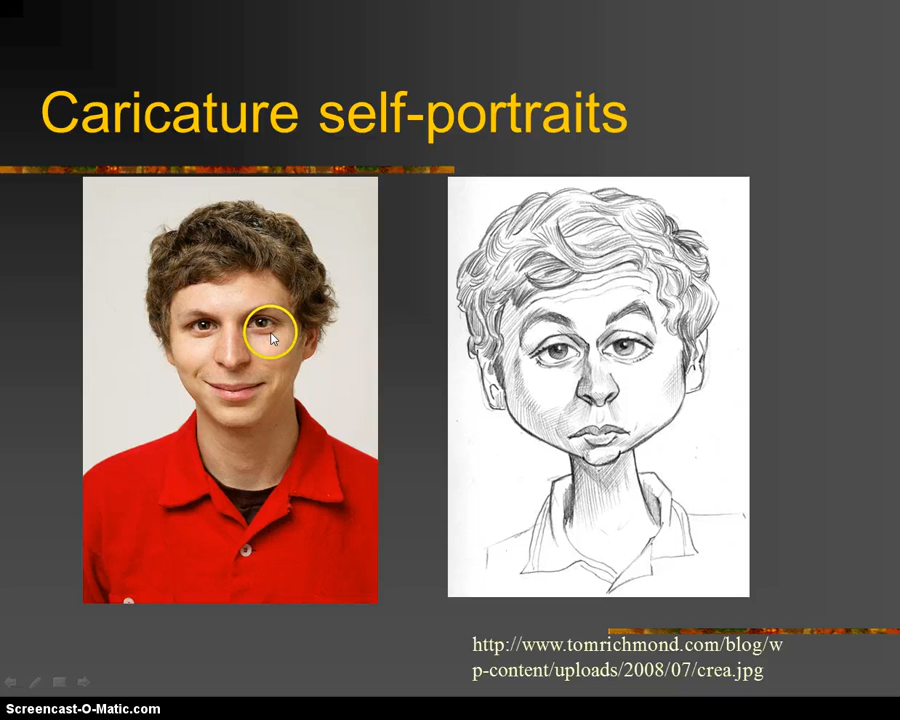 Caricature self-portraits
http://www.tomrichmond.com/blog/w
p-content/uploads/2008/07/crea.jpg
Screencast-O-Matic.com